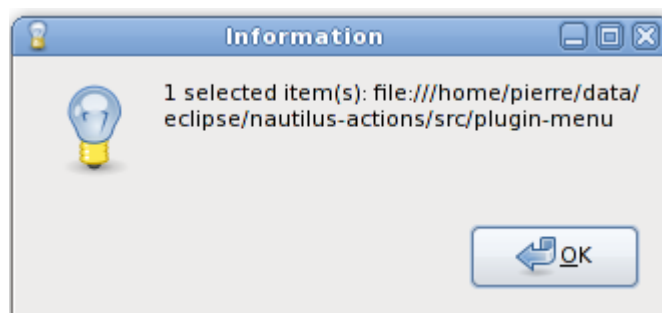 Information
1 selected item(s): file:///home/pierre/data/
eclipse/nautilus-actions/src/plugin-menu
OK